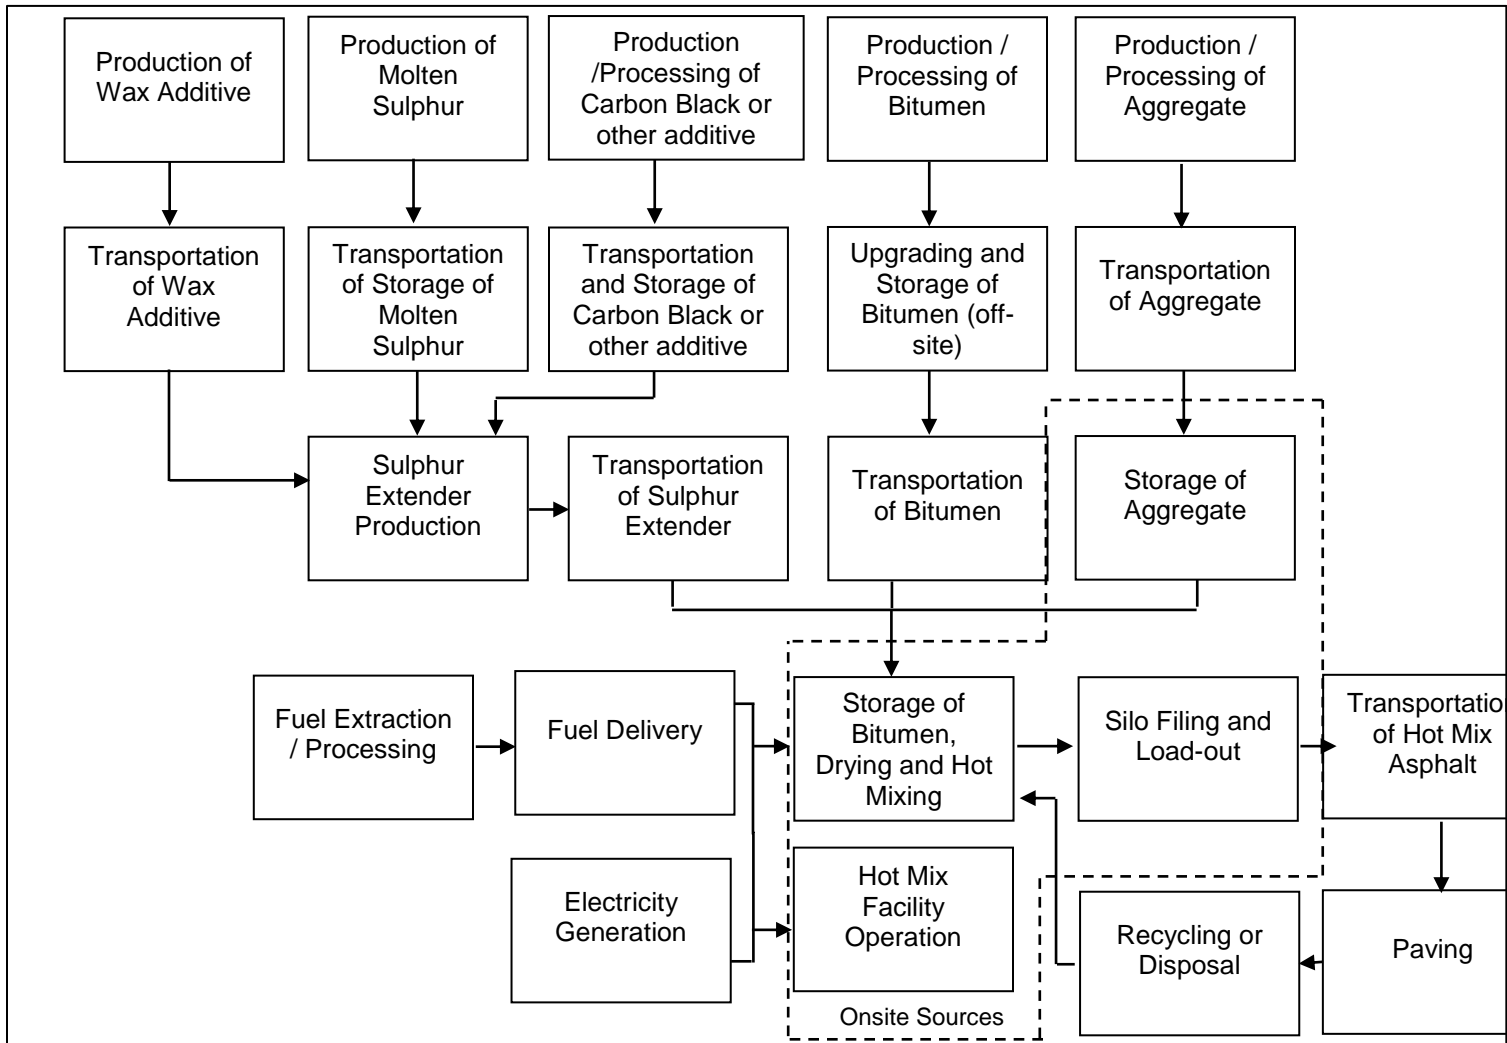 Production of
Wax Additive
Production of
Molten
Sulphur
Production
/Processing of
Carbon Black or
other additive
Production /
Processing of
Bitumen
Production /
Processing of
Aggregate
Transportation
of Wax
Additive
Transportation
of Storage of
Molten
Sulphur
Transportation
and Storage of
Carbon Black or
other additive
Upgrading and
Storage of
Bitumen (off-
site)
Transportation
of Aggregate
Sulphur
Extender
Production
Transportation
of Sulphur
Extender
Transportation
of Bitumen
Storage of
Aggregate
Fuel Extraction
/ Processing
Fuel Delivery
Storage of
Bitumen,
Drying and Hot
Mixing
Silo Filing and
Load-out
Transportatio
of Hot Mix
Asphalt
Electricity
Generation
Hot Mix
Facility
Operation
Recycling or
Disposal
Paving
Onsite Sources